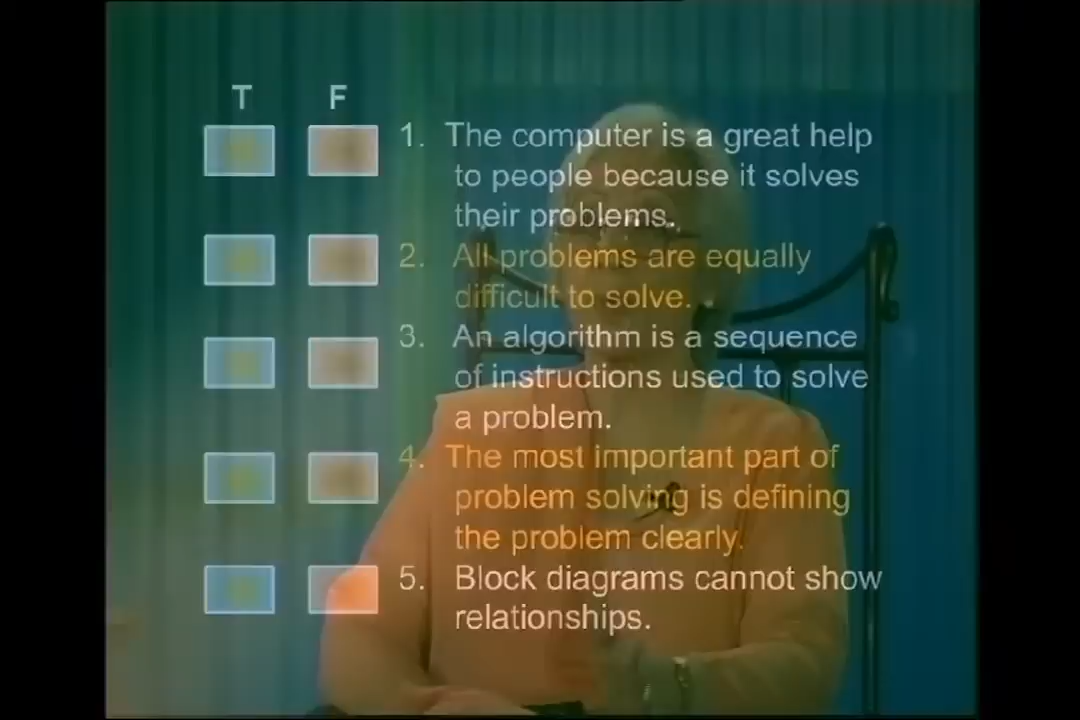 T F
1. The computer is a great help
to people because it solves
their problems.
2. All problems are equally
difficult to solve.
3. An algorithm is a sequence
of instructions used to solve
a problem.
4. The most important part of
problem solving is defining
the problem clearly.
5. Block diagrams cannot show
relationships.